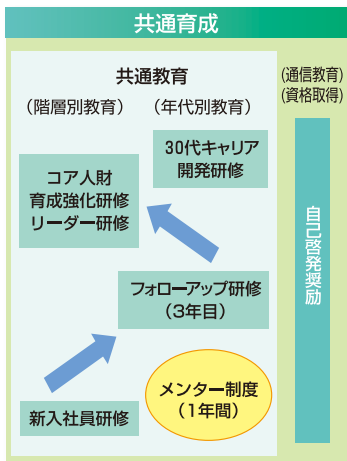 共通育成
共通教育
（階層別教育）
（年代別教育）
（通信教育）
（資格取得）
30代キャリア
開発研修
コア人財
育成強化研修
リーダー研修
自己啓発奨励
フォローアップ研修
（3年目）
メンター制度
（1年間）
新入社員研修